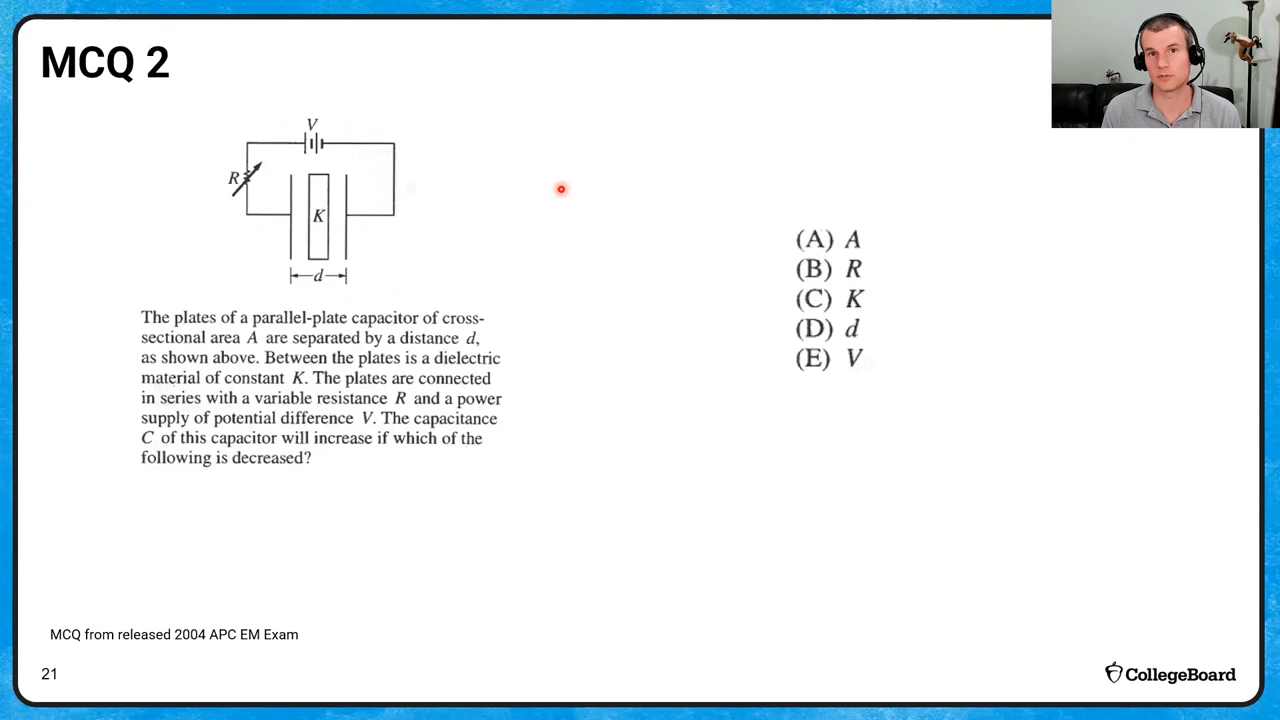 MCQ 2
V
R
K
d
The plates of a parallel-plate capacitor of cross-
sectional area A are separated by a distance d,
as shown above. Between the plates is a dielectric
material of constant K. The plates are connected
in series with a variable resistance R and a power
supply of potential difference V. The capacitance
C of this capacitor will increase if which of the
following is decreased?
(A) A
(B) R
(C) K
(D) d
(E) V
MCQ from released 2004 APC EM Exam
21
CollegeBoard